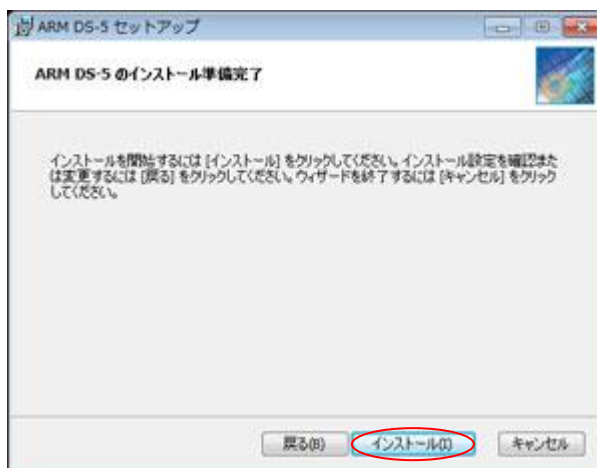 ARM DS-5 セットアップ
ARM DS-5 のインストール準備完了
インストールを開始するには [インストール] をクリックしてください。インストール設定を確認また
は変更するには [戻る] をクリックしてください。ウィザードを終了するには [キャンセル] をクリック
してください。
戻る(B) インストール(I) キャンセル